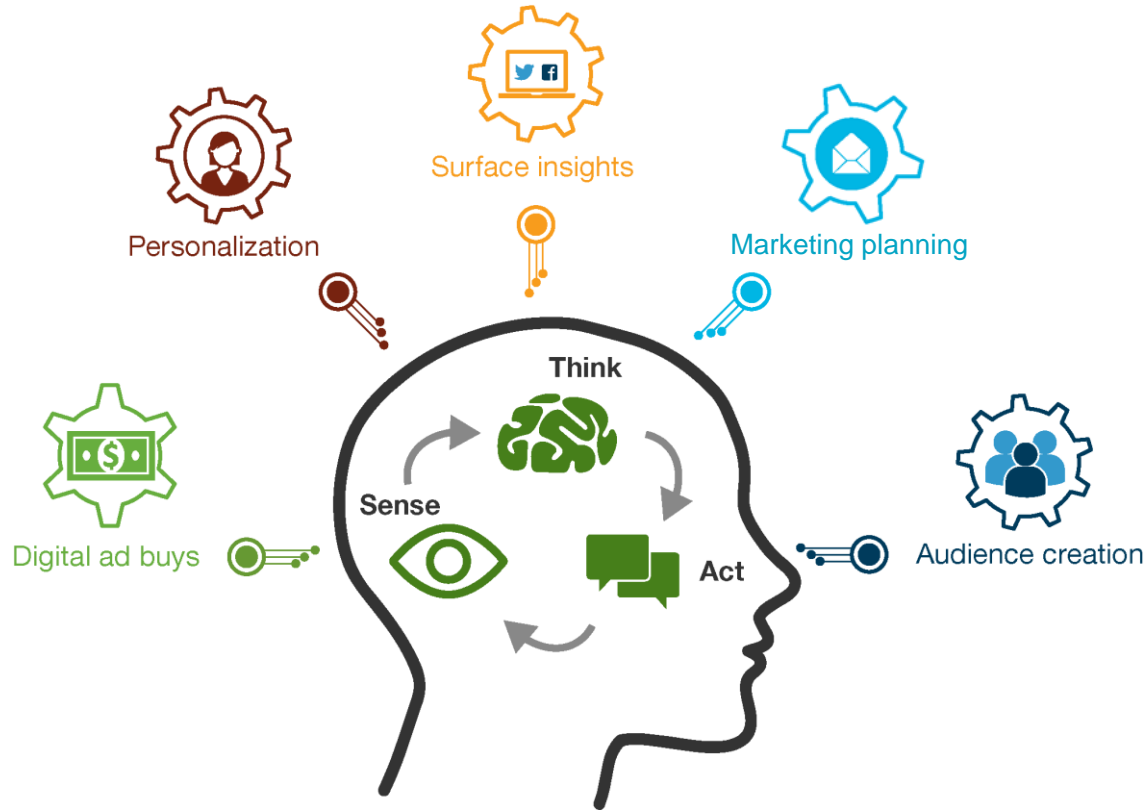 Surface insights
Personalization
Marketing planning
Think
Sense
$
Digital ad buys
Act
Audience creation